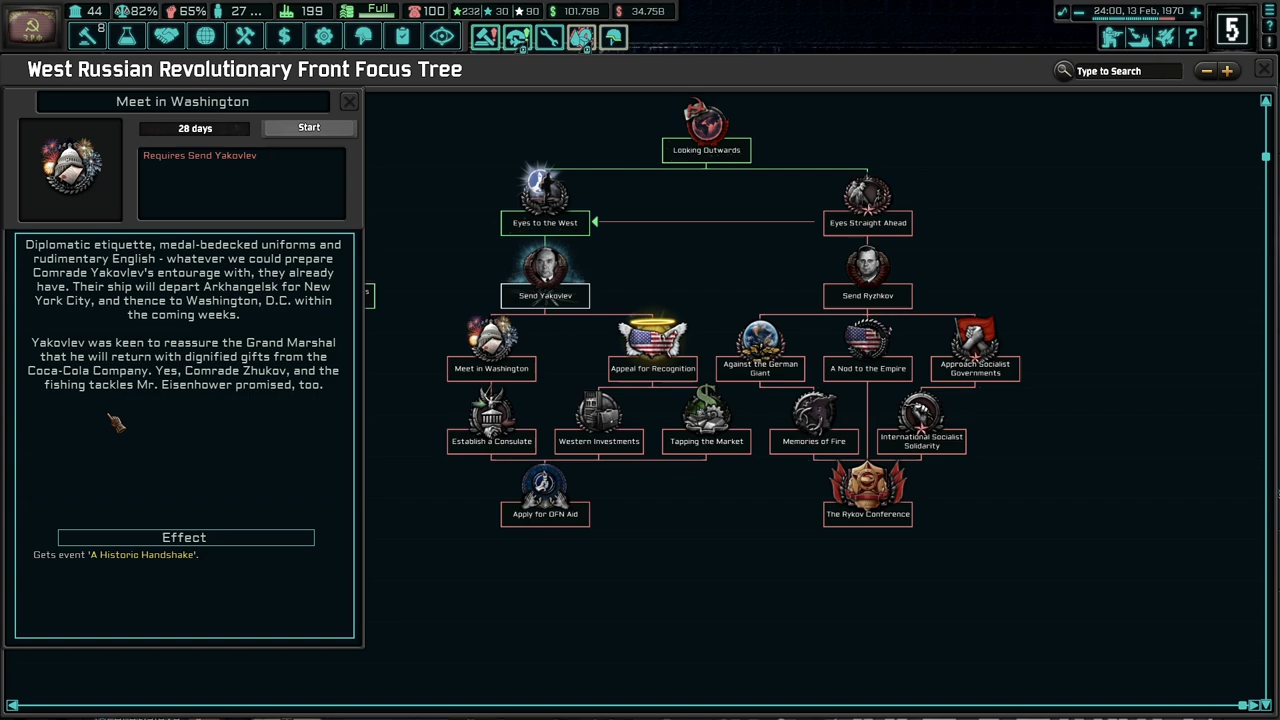 44 82% 65% 27 ... 199 Full 100 232 30 90 $ 101.79B $ 34.75B
24:00, 13 Feb, 1970
5
8
West Russian Revolutionary Front Focus Tree
Type to Search
Meet in Washington
28 days
Start
Requires Send Yakovlev
Diplomatic etiquette, medal-bedecked uniforms and
rudimentary English - whatever we could prepare
Comrade Yakovlev's entourage with, they already
have. Their ship will depart Arkhangelsk for New
York City, and thence to Washington, D.C. within
the coming weeks.
Yakovlev was keen to reassure the Grand Marshal
that he will return with dignified gifts from the
Coca-Cola Company. Yes, Comrade Zhukov, and the
fishing tackles Mr. Eisenhower promised, too.
Effect
Gets event 'A Historic Handshake'.
Looking Outwards
Eyes to the West
Eyes Straight Ahead
Send Yakovlev
Send Ryzhkov
Meet in Washington
Appeal for Recognition
Against the German
Giant
A Nod to the Empire
Approach Socialist
Governments
Establish a Consulate
Western Investments
Tapping the Market
Memories of Fire
International Socialist
Solidarity
Apply for OFN Aid
The Rykov Conference